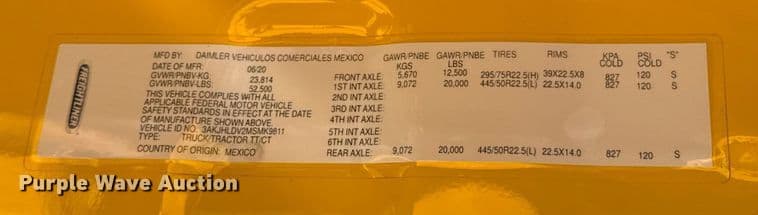 FREIGHTLINER
MFD BY: DAIMLER VEHICULOS COMERCIALES MEXICO GAWR/PNBE GAWR/PNBE TIRES RIMS KPA PSI "S"
DATE OF MFR: 06/20 KGS LBS COLD COLD
GVWR/PNBV-KG. 23,814 FRONT AXLE: 5,670 12,500 295/75R22.5(H) 39X22.5X8 827 120 S
GVWR/PNBV-LBS 52,500 1ST INT AXLE: 9,072 20,000 445/50R22.5(L) 22.5X14.0 827 120 S
THIS VEHICLE COMPLIES WITH ALL 2ND INT AXLE:
APPLICABLE FEDERAL MOTOR VEHICLE 3RD INT AXLE:
SAFETY STANDARDS IN EFFECT AT THE DATE 4TH INT AXLE:
OF MANUFACTURE SHOWN ABOVE.
VEHICLE ID NO. 3AKJHLDV2MSMK9811 5TH INT AXLE:
TYPE: TRUCK/TRACTOR TT/CT 6TH INT AXLE:
COUNTRY OF ORIGIN: MEXICO REAR AXLE: 9,072 20,000 445/50R22.5(L) 22.5X14.0 827 120 S
Purple Wave Auction